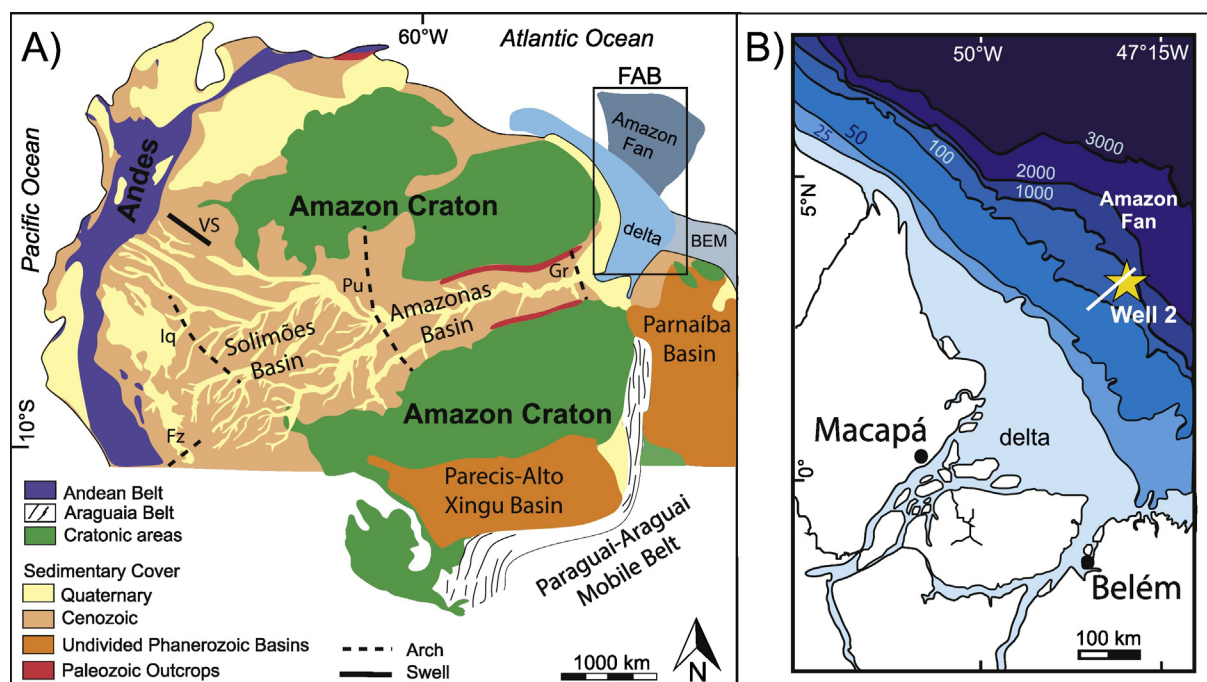 A)
60°W
Atlantic Ocean
FAB
Amazon
Fan
Pacific Ocean
Andes
VS
Amazon Craton
delta
BEM
Gr
Pu
Amazonas
Basin
Iq
Solimões
Basin
Parnaíba
Basin
Fz
10°S
Amazon Craton
Parecis-Alto
Xingu Basin
Paraguai-Araguai
Mobile Belt
Andean Belt
Araguaia Belt
Cratonic areas
Sedimentary Cover
Quaternary
Cenozoic
Undivided Phanerozoic Basins
Paleozoic Outcrops
Arch
Swell
1000 km
N
B)
50°W
47°15W
25
50
100
3000
2000
1000
5°N
Amazon
Fan
Well 2
Macapá
delta
0°
Belém
100 km